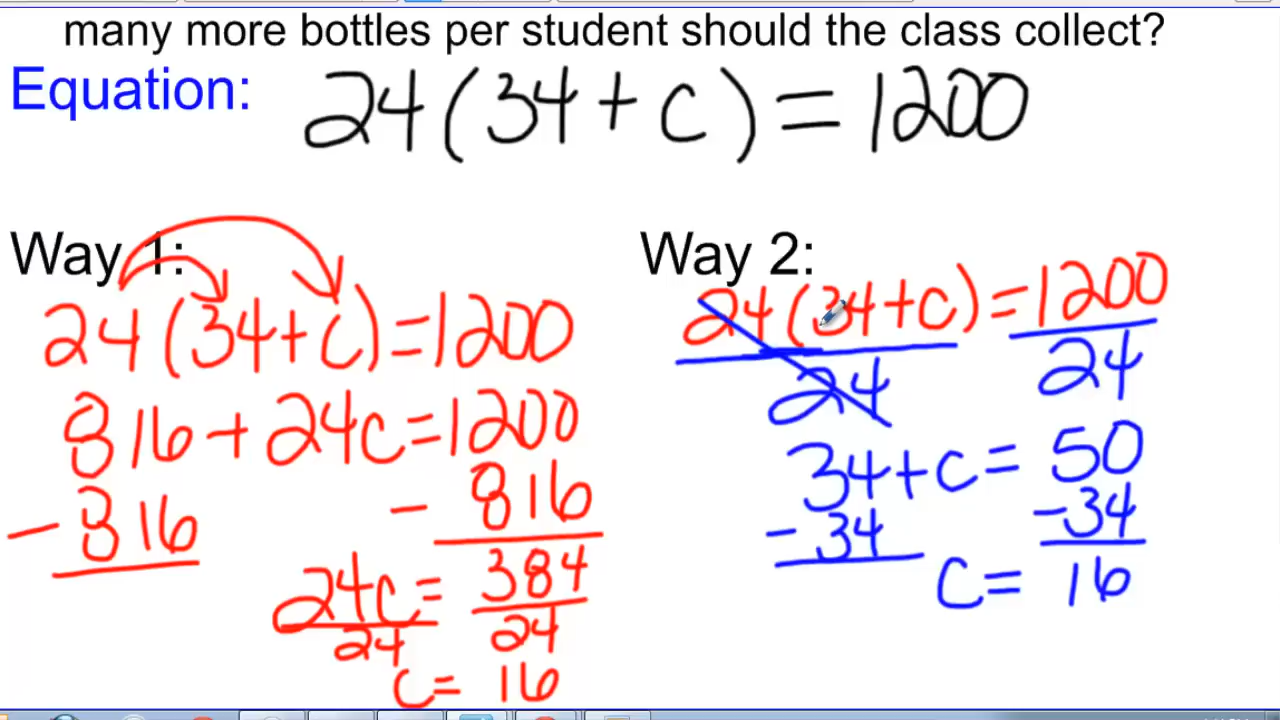 many more bottles per student should the class collect?
Equation: 24(34+c)=1200
Way 1:
24(34+c)=1200
816+24c=1200
-816 -816
24c=384
24 24
c=16
Way 2:
24(34+c)=1200
24 24
34+c=50
-34 -34
c=16